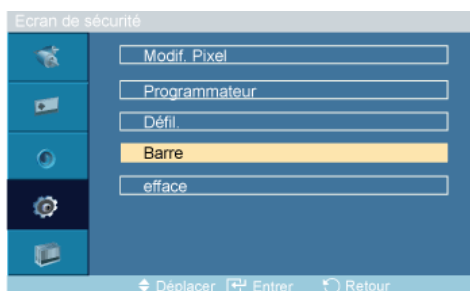 Ecran de sécurité
Modif. Pixel
Programmateur
Défil.
Barre
efface
Déplacer Entrer Retour